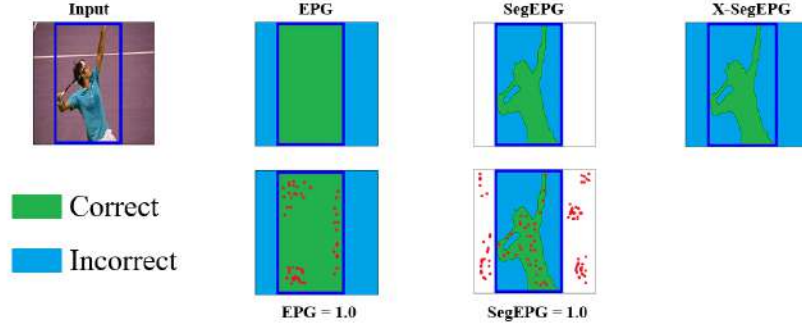 Input
EPG
SegEPG
X-SegEPG
Correct
Incorrect
EPG = 1.0
SegEPG = 1.0